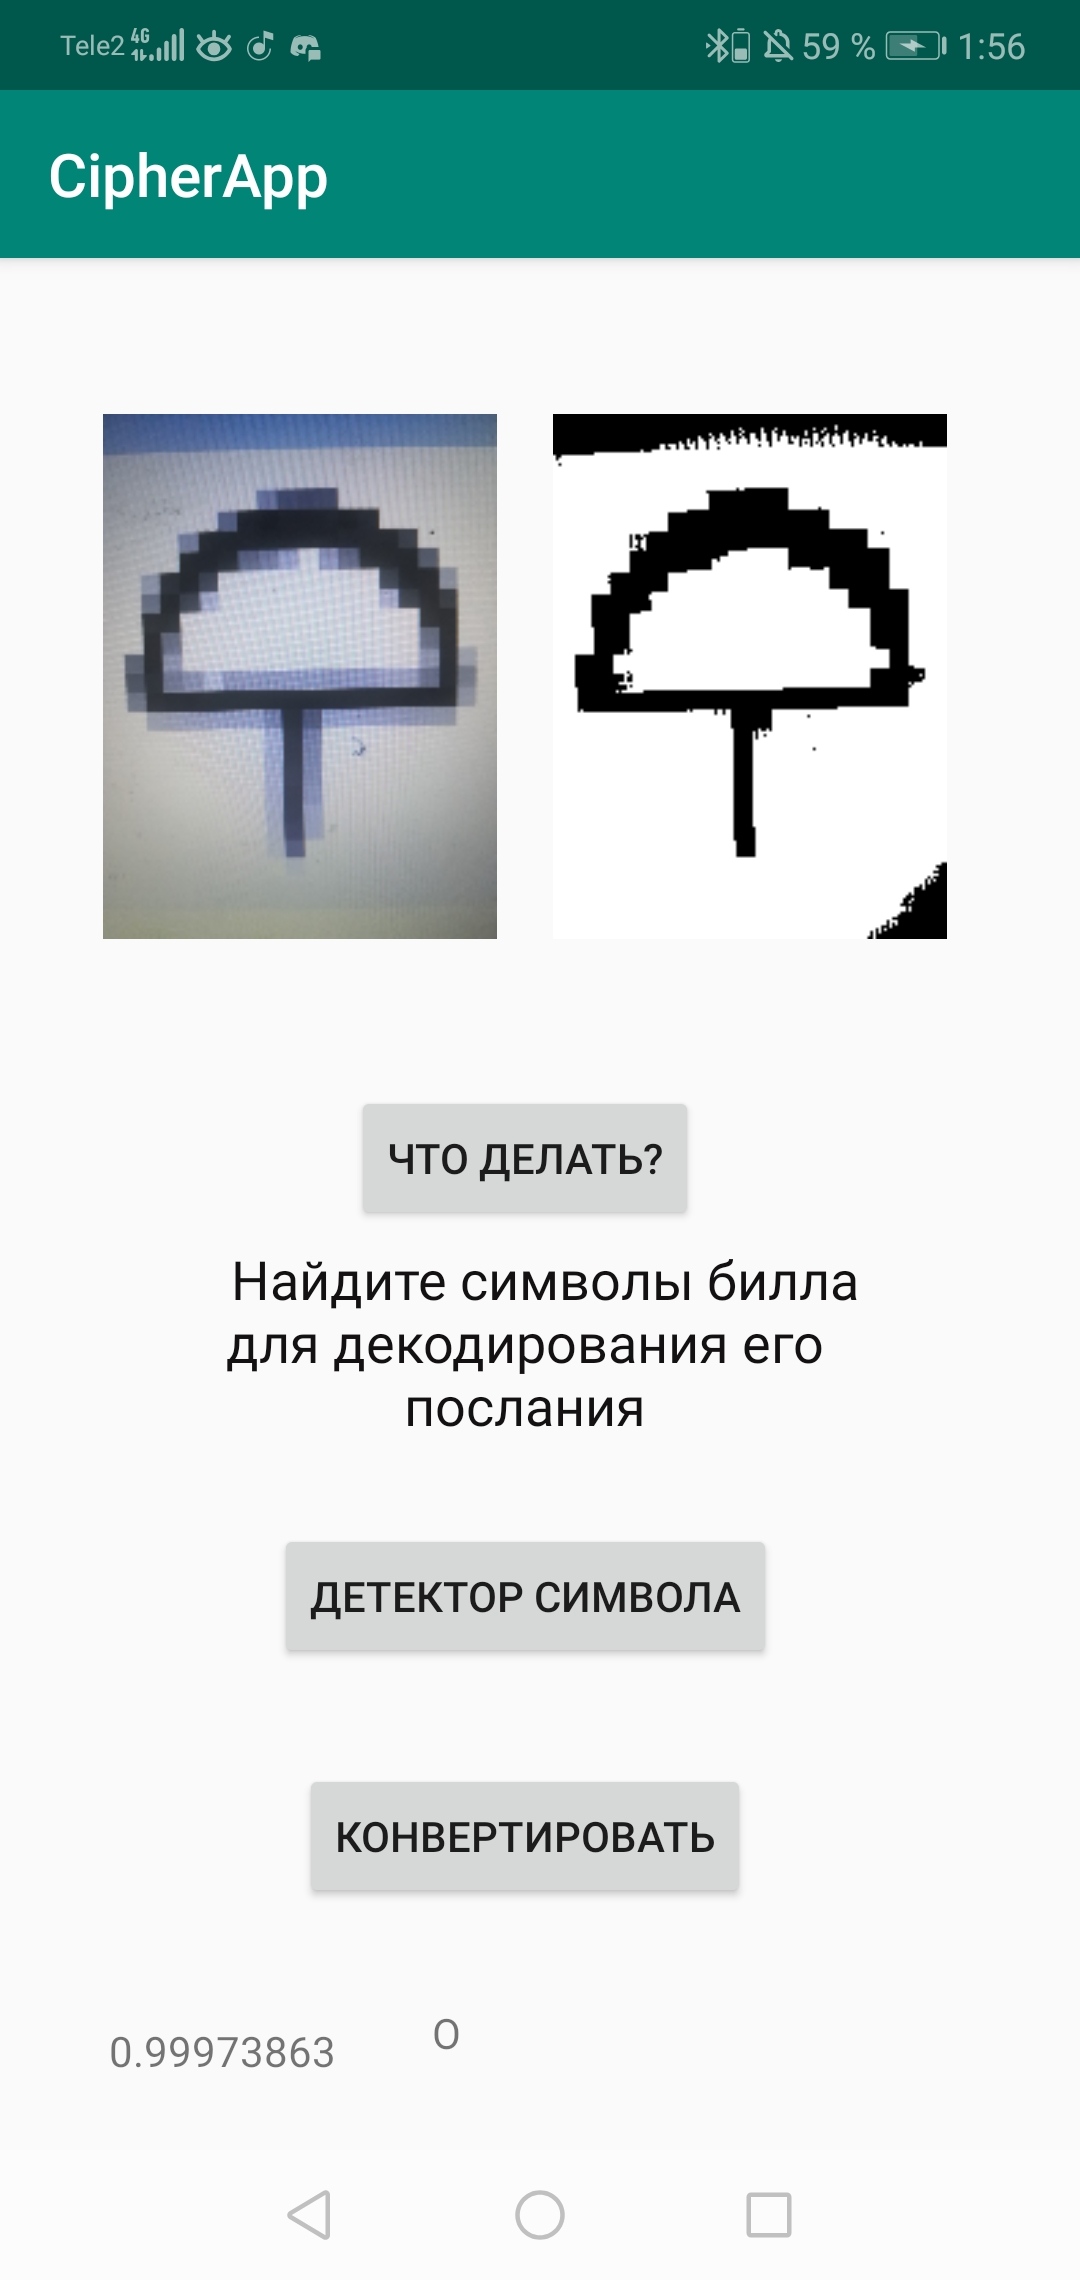 Tele2 4G 59 % 1:56
CipherApp
ЧТО ДЕЛАТЬ?
Найдите символы билла
для декодирования его
послания
ДЕТЕКТОР СИМВОЛА
КОНВЕРТИРОВАТЬ
0.99973863 O